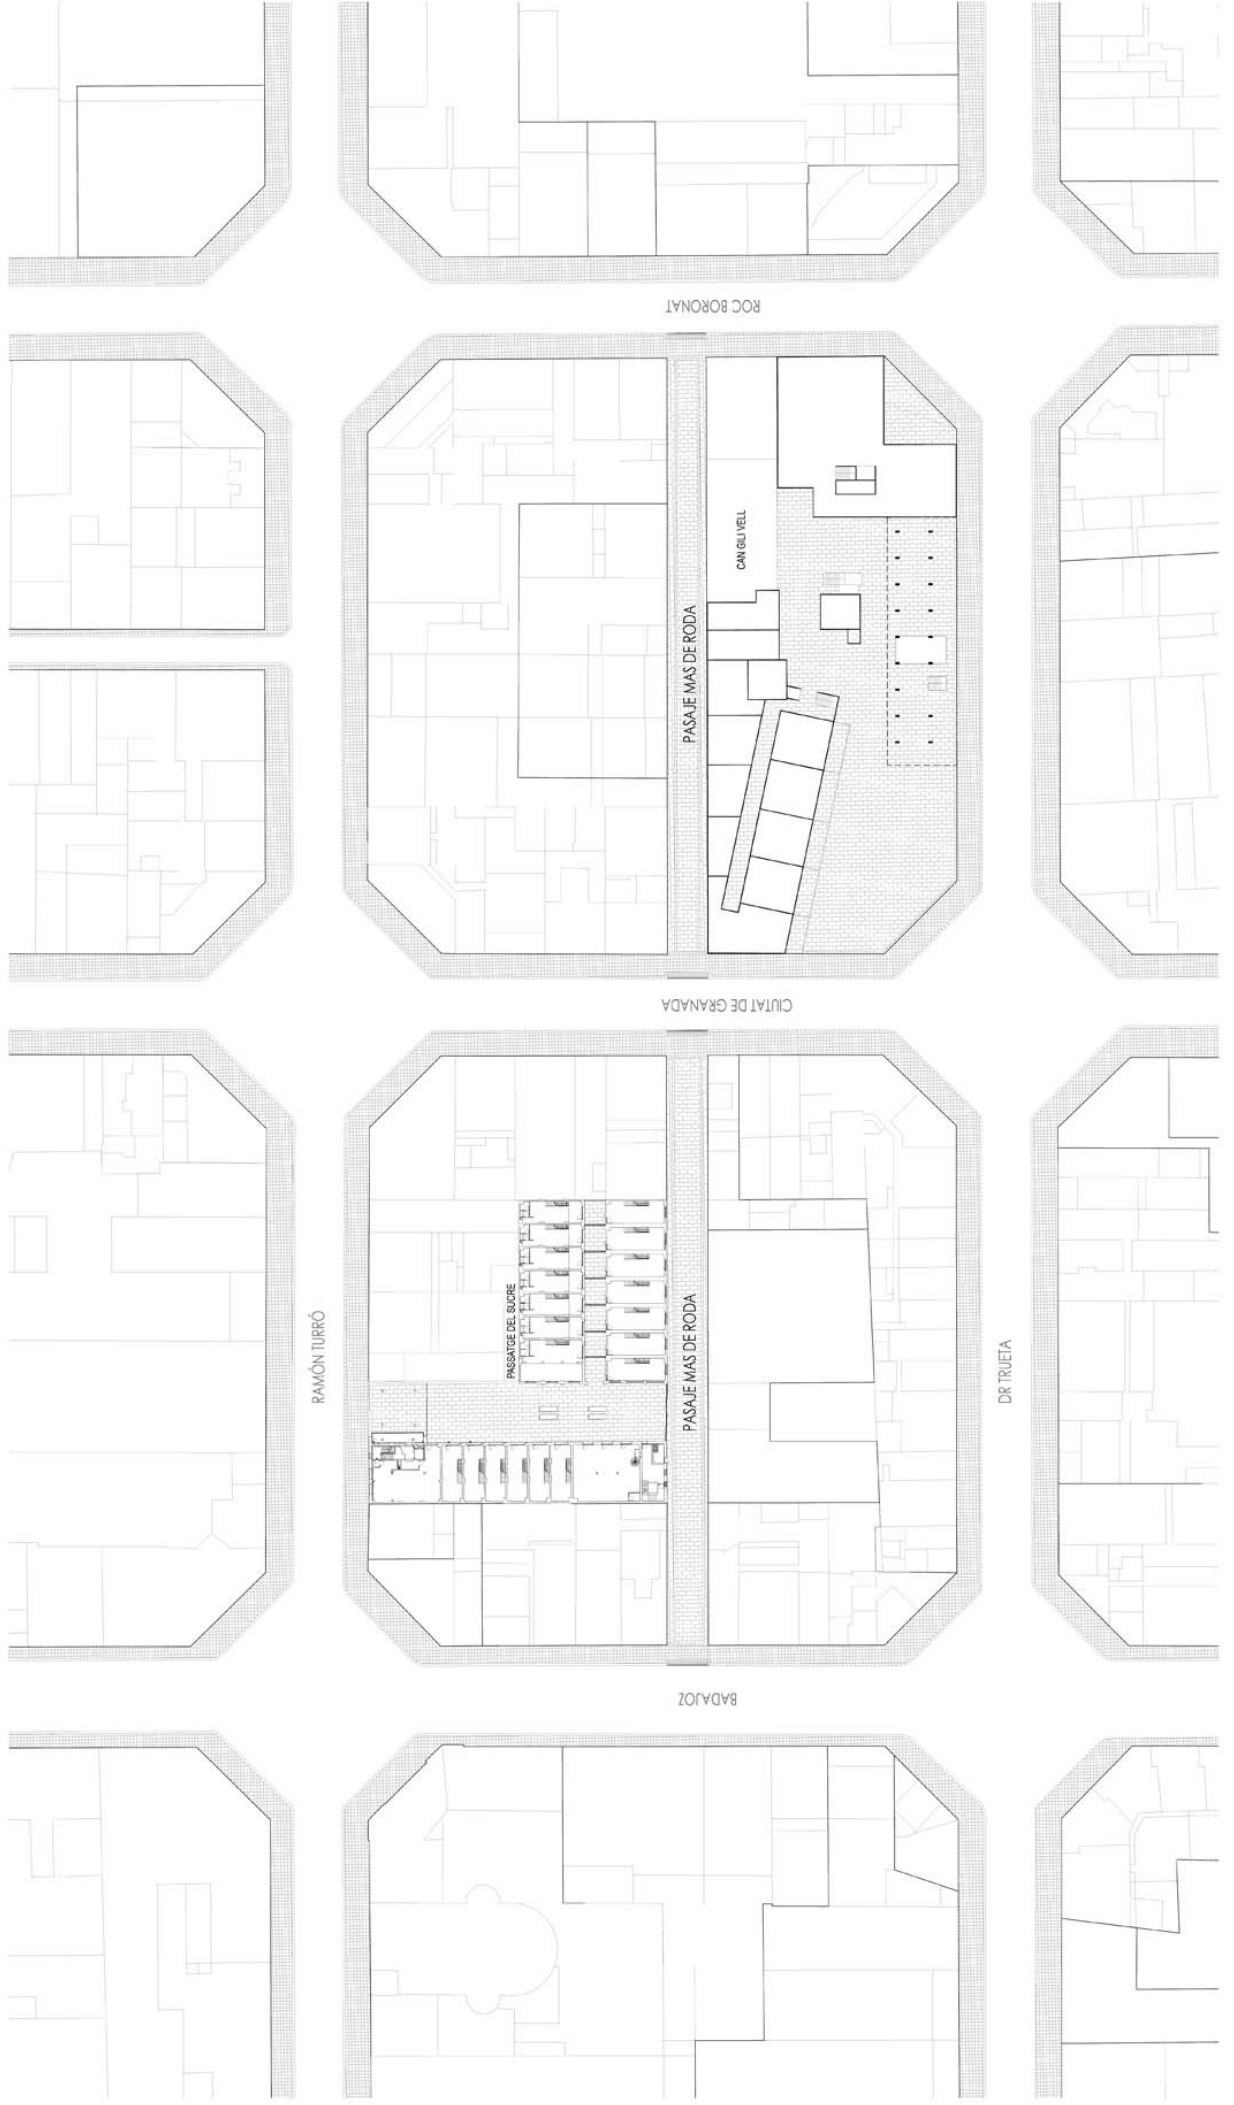 ROC BORONAT
CAN GILI VELL
PASAJE MAS DE RODA
CIUTAT DE GRANADA
PASSATGE DEL SUCRE
PASAJE MAS DE RODA
RAMÓN TURRÓ
DR TRUETA
BADAJOZ